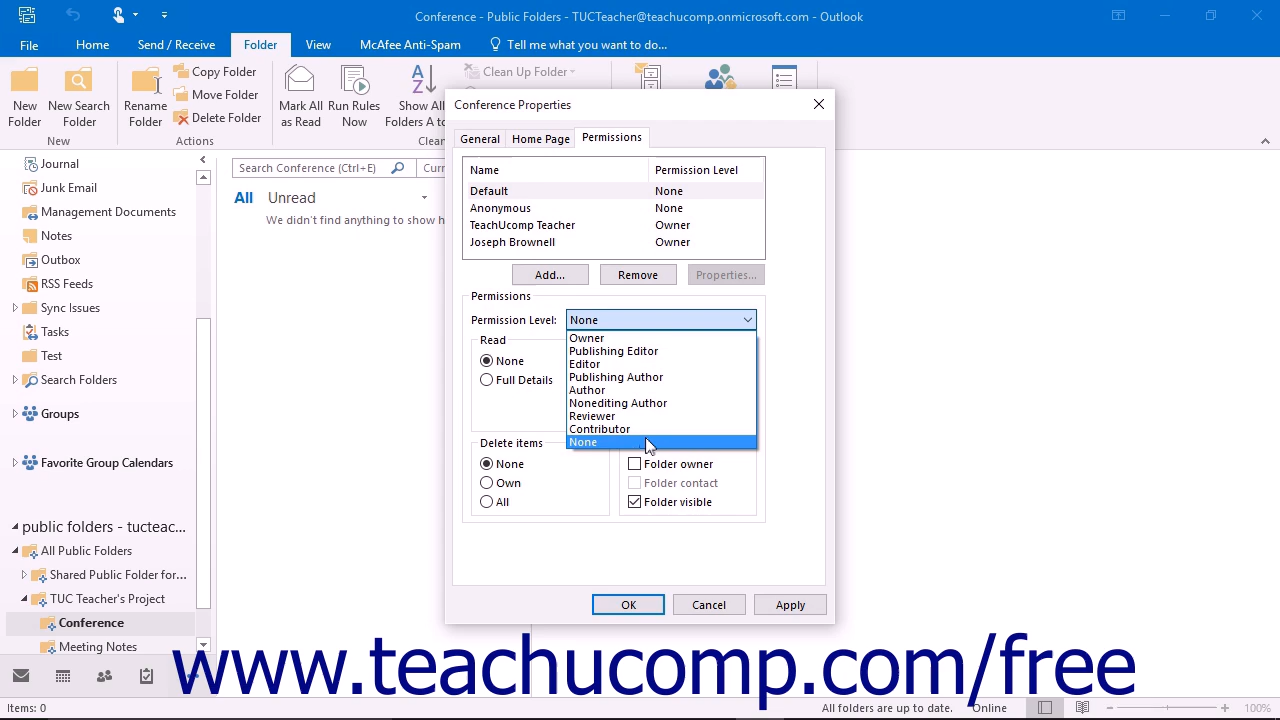 Conference - Public Folders - TUCTeacher@teachucomp.onmicrosoft.com - Outlook
File Home Send / Receive Folder View McAfee Anti-Spam Tell me what you want to do...
New Folder
New Search Folder
New
Rename Folder
Copy Folder
Move Folder
Delete Folder
Actions
Mark All as Read
Run Rules Now
Show All Folders A to
Clean Up Folder
Clean
Journal
Junk Email
Management Documents
Notes
Outbox
RSS Feeds
Sync Issues
Tasks
Test
Search Folders
Groups
Favorite Group Calendars
public folders - tucteac...
All Public Folders
Shared Public Folder for...
TUC Teacher's Project
Conference
Meeting Notes
Search Conference (Ctrl+E) Curr
All Unread
We didn't find anything to show h
Conference Properties
General Home Page Permissions
Name Permission Level
Default None
Anonymous None
TeachUcomp Teacher Owner
Joseph Brownell Owner
Add... Remove Properties...
Permissions
Permission Level: None
Owner
Publishing Editor
Editor
Publishing Author
Author
Nonediting Author
Reviewer
Contributor
None
Read
None
Full Details
Delete items
None
Own
All
Folder owner
Folder contact
Folder visible
OK Cancel Apply
www.teachucomp.com/free
Items: 0 All folders are up to date. Online 100%